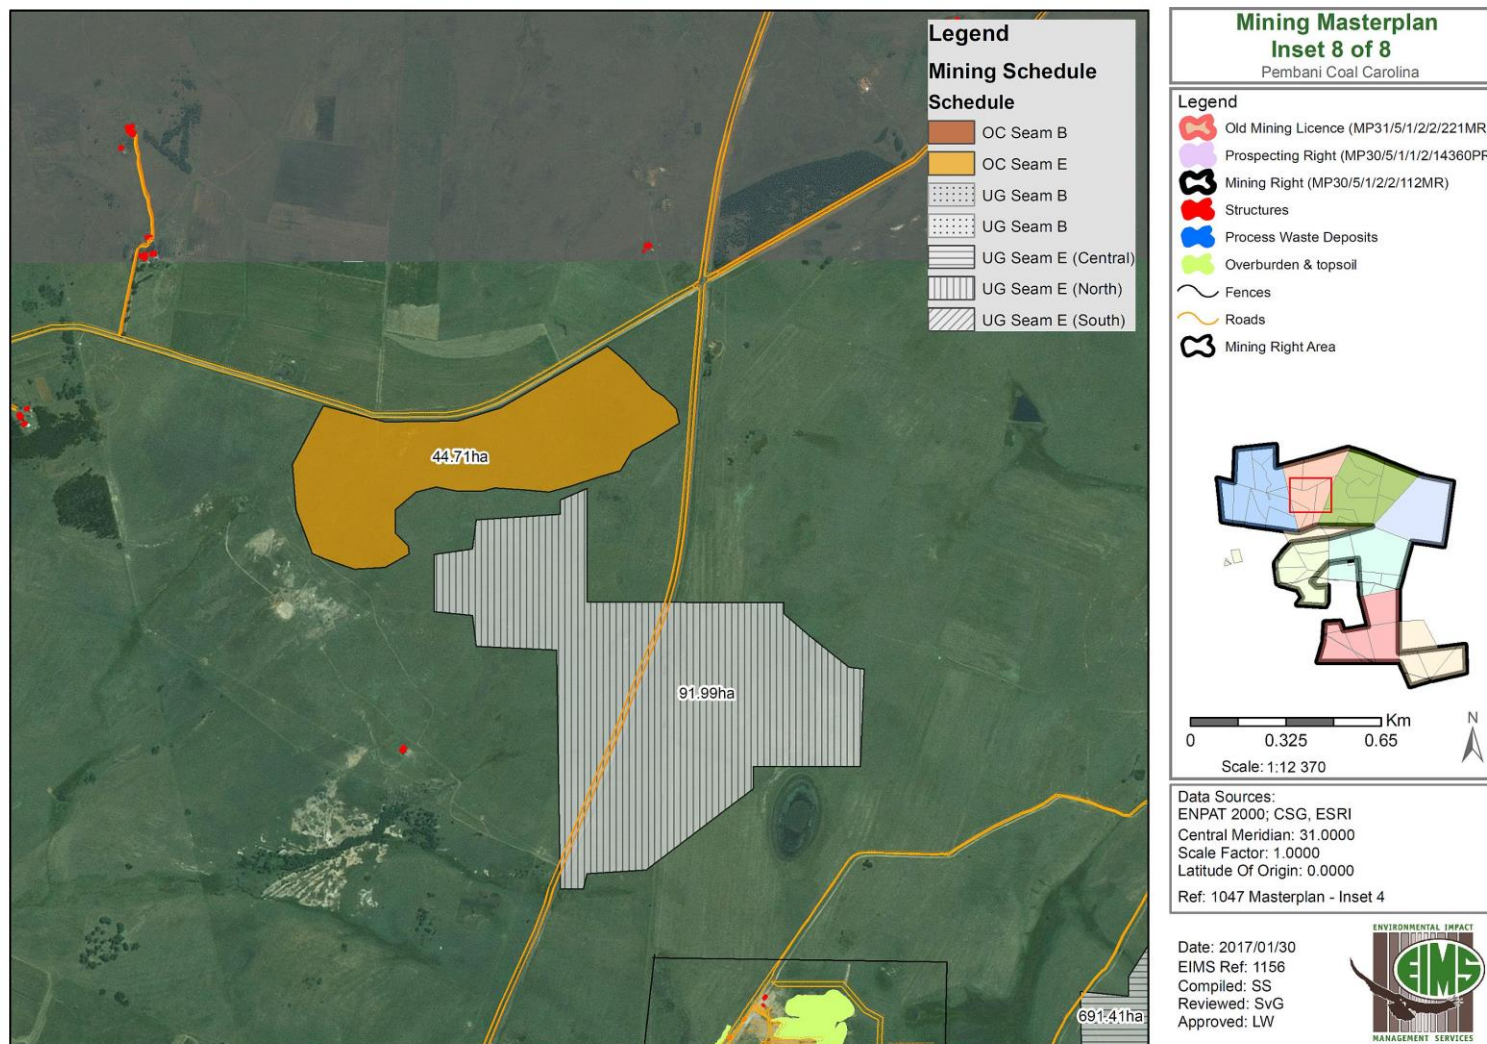 Legend
Mining Schedule
Schedule
OC Seam B
OC Seam E
UG Seam B
UG Seam B
UG Seam E (Central)
UG Seam E (North)
UG Seam E (South)
44.71ha
91.99ha
691.41ha
Mining Masterplan
Inset 8 of 8
Pembani Coal Carolina
Legend
Old Mining Licence (MP31/5/1/2/2/221MR
Prospecting Right (MP30/5/1/1/2/14360PR
Mining Right (MP30/5/1/2/2/112MR)
Structures
Process Waste Deposits
Overburden & topsoil
Fences
Roads
Mining Right Area
Km
0 0.325 0.65
N
Scale: 1:12 370
Data Sources:
ENPAT 2000; CSG, ESRI
Central Meridian: 31.0000
Scale Factor: 1.0000
Latitude Of Origin: 0.0000
Ref: 1047 Masterplan - Inset 4
Date: 2017/01/30
EIMS Ref: 1156
Compiled: SS
Reviewed: SvG
Approved: LW
ENVIRONMENTAL IMPACT
EIMS
MANAGEMENT SERVICES